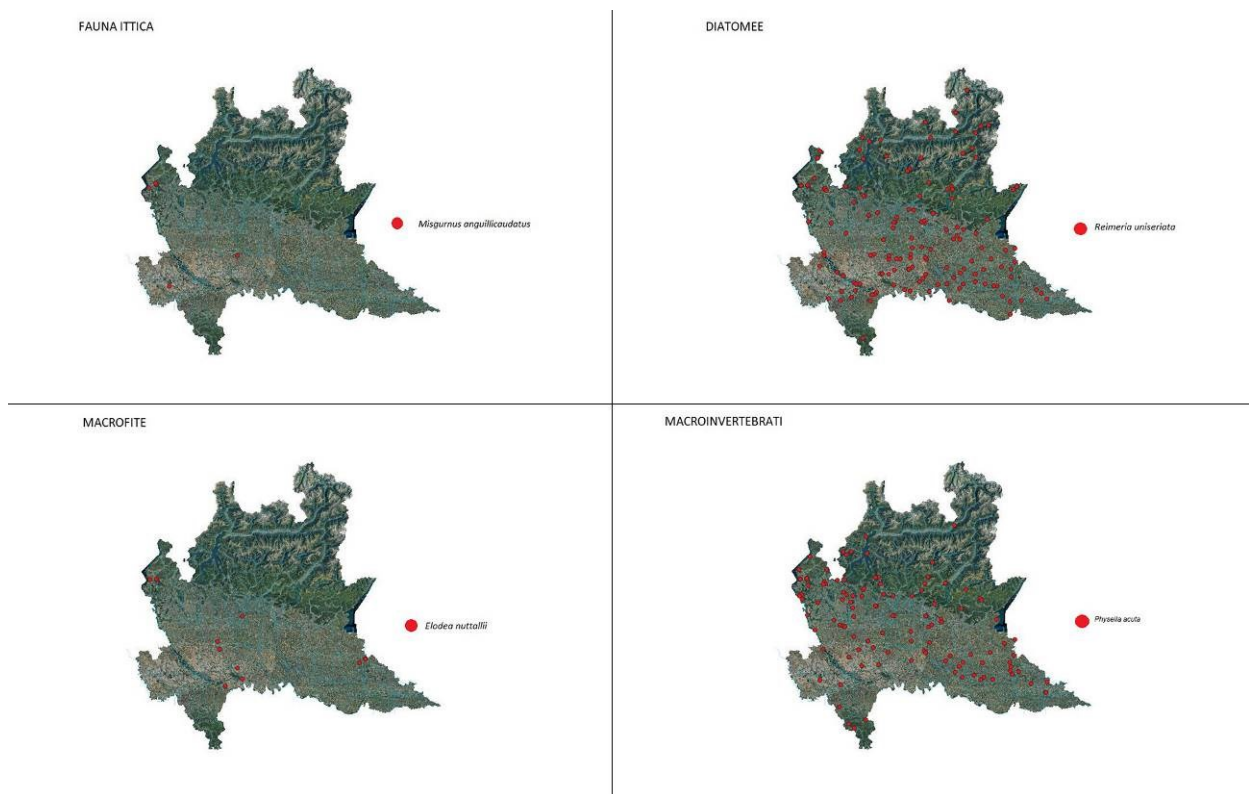 FAUNA ITTICA
Misgurnus anguillicaudatus
DIATOMEE
Reimeria uniseriata
MACROFITE
Elodea nuttallii
MACROINVERTEBRATI
Physella acuta